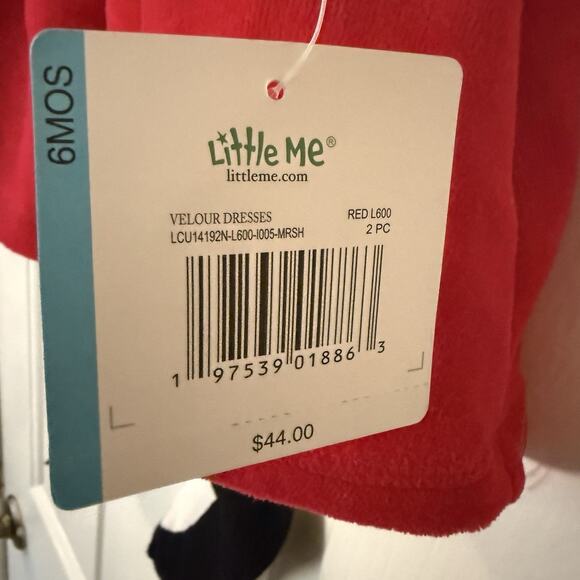 6MOS
Little Me®
littleme.com
VELOUR DRESSES RED L600
LCU14192N-L600-I005-MRSH 2 PC
1 97539 01886 3
$44.00